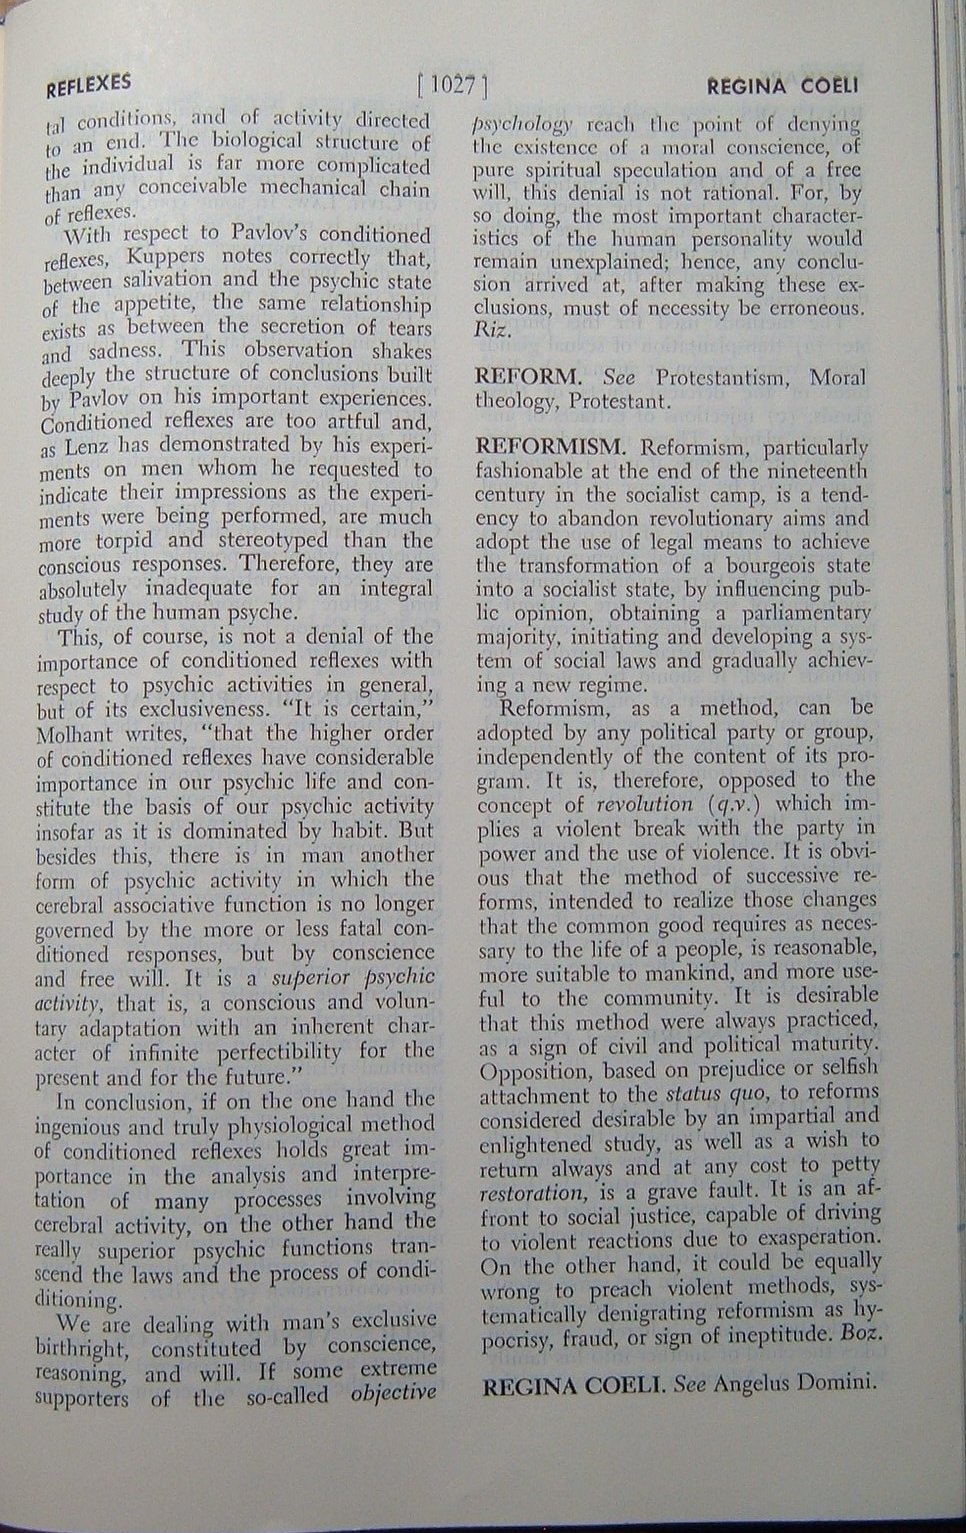 REFLEXES
[ 1027 ]
REGINA COELI
tal conditions, and of activity directed
to an end. The biological structure of
the individual is far more complicated
than any conceivable mechanical chain
of reflexes.
With respect to Pavlov's conditioned
reflexes, Kuppers notes correctly that,
between salivation and the psychic state
of the appetite, the same relationship
exists as between the secretion of tears
and sadness. This observation shakes
deeply the structure of conclusions built
by Pavlov on his important experiences.
Conditioned reflexes are too artful and,
as Lenz has demonstrated by his experi-
ments on men whom he requested to
indicate their impressions as the experi-
ments were being performed, are much
more torpid and stereotyped than the
conscious responses. Therefore, they are
absolutely inadequate for an integral
study of the human psyche.
This, of course, is not a denial of the
importance of conditioned reflexes with
respect to psychic activities in general,
but of its exclusiveness. "It is certain,"
Molhant writes, "that the higher order
of conditioned reflexes have considerable
importance in our psychic life and con-
stitute the basis of our psychic activity
insofar as it is dominated by habit. But
besides this, there is in man another
form of psychic activity in which the
cerebral associative function is no longer
governed by the more or less fatal con-
ditioned responses, but by conscience
and free will. It is a superior psychic
activity, that is, a conscious and volun-
tary adaptation with an inherent char-
acter of infinite perfectibility for the
present and for the future."
In conclusion, if on the one hand the
ingenious and truly physiological method
of conditioned reflexes holds great im-
portance in the analysis and interpre-
tation of many processes involving
cerebral activity, on the other hand the
really superior psychic functions tran-
scend the laws and the process of condi-
ditioning.
We are dealing with man's exclusive
birthright, constituted by conscience,
reasoning, and will. If some extreme
supporters of the so-called objective
psychology reach the point of denying
the existence of a moral conscience, of
pure spiritual speculation and of a free
will, this denial is not rational. For, by
so doing, the most important character-
istics of the human personality would
remain unexplained; hence, any conclu-
sion arrived at, after making these ex-
clusions, must of necessity be erroneous.
Riz.
REFORM. See Protestantism, Moral
theology, Protestant.
REFORMISM. Reformism, particularly
fashionable at the end of the nineteenth
century in the socialist camp, is a tend-
ency to abandon revolutionary aims and
adopt the use of legal means to achieve
the transformation of a bourgeois state
into a socialist state, by influencing pub-
lic opinion, obtaining a parliamentary
majority, initiating and developing a sys-
tem of social laws and gradually achiev-
ing a new regime.
Reformism, as a method, can be
adopted by any political party or group,
independently of the content of its pro-
gram. It is, therefore, opposed to the
concept of revolution (q.v.) which im-
plies a violent break with the party in
power and the use of violence. It is obvi-
ous that the method of successive re-
forms, intended to realize those changes
that the common good requires as neces-
sary to the life of a people, is reasonable,
more suitable to mankind, and more use-
ful to the community. It is desirable
that this method were always practiced,
as a sign of civil and political maturity.
Opposition, based on prejudice or selfish
attachment to the status quo, to reforms
considered desirable by an impartial and
enlightened study, as well as a wish to
return always and at any cost to petty
restoration, is a grave fault. It is an af-
front to social justice, capable of driving
to violent reactions due to exasperation.
On the other hand, it could be equally
wrong to preach violent methods, sys-
tematically denigrating reformism as hy-
pocrisy, fraud, or sign of ineptitude. Boz.
REGINA COELI. See Angelus Domini.